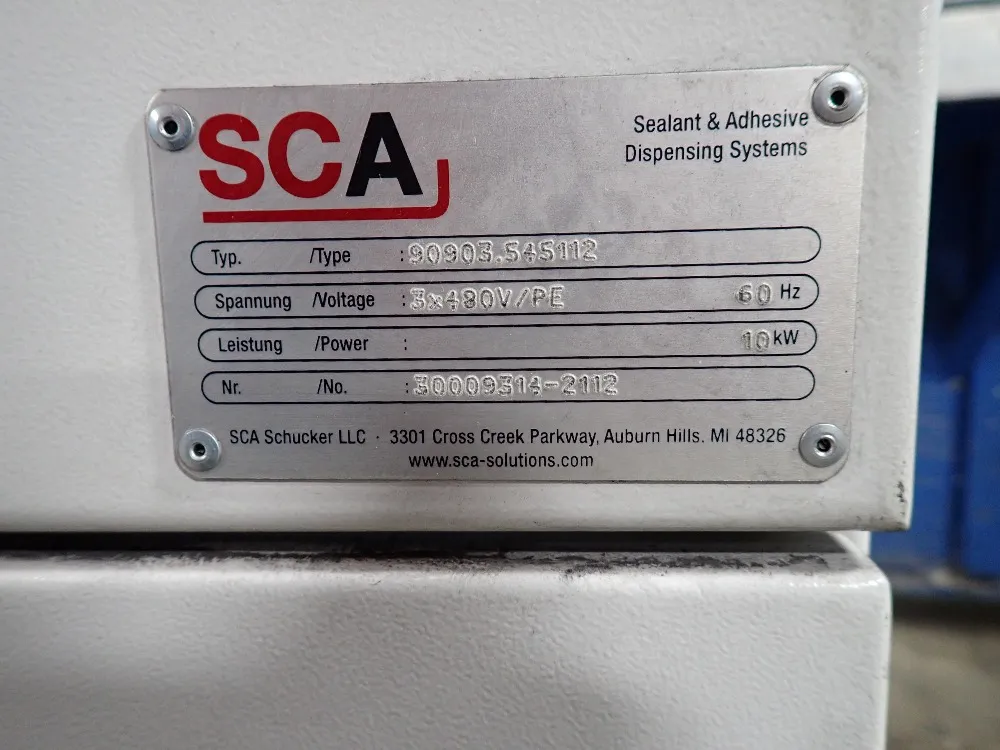 SCA
Sealant & Adhesive
Dispensing Systems
Typ. /Type : 90903.545112
Spannung /Voltage : 3x480V/PE 60 Hz
Leistung /Power : 10 kW
Nr. /No. : 30009314-2112
SCA Schucker LLC · 3301 Cross Creek Parkway, Auburn Hills. MI 48326
www.sca-solutions.com